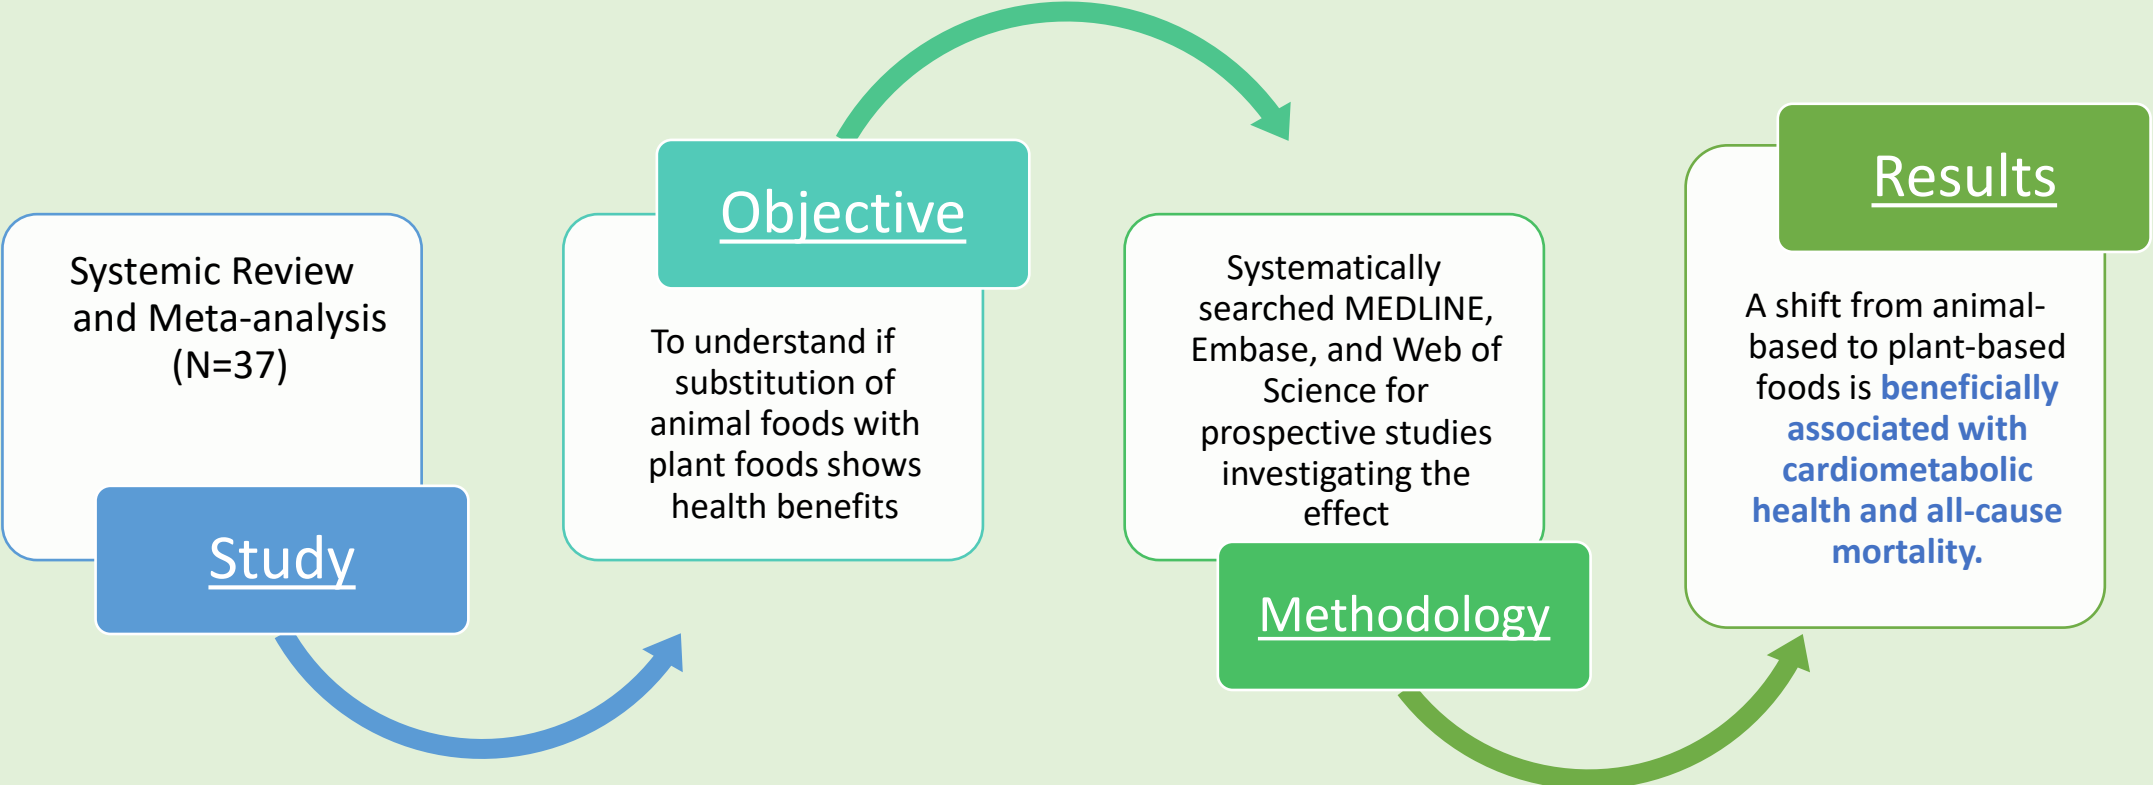 Systemic Review
and Meta-analysis
(N=37)
Study
Objective
To understand if
substitution of
animal foods with
plant foods shows
health benefits
Systematically
searched MEDLINE,
Embase, and Web of
Science for
prospective studies
investigating the
effect
Methodology
Results
A shift from animal-
based to plant-based
foods is beneficially
associated with
cardiometabolic
health and all-cause
mortality.